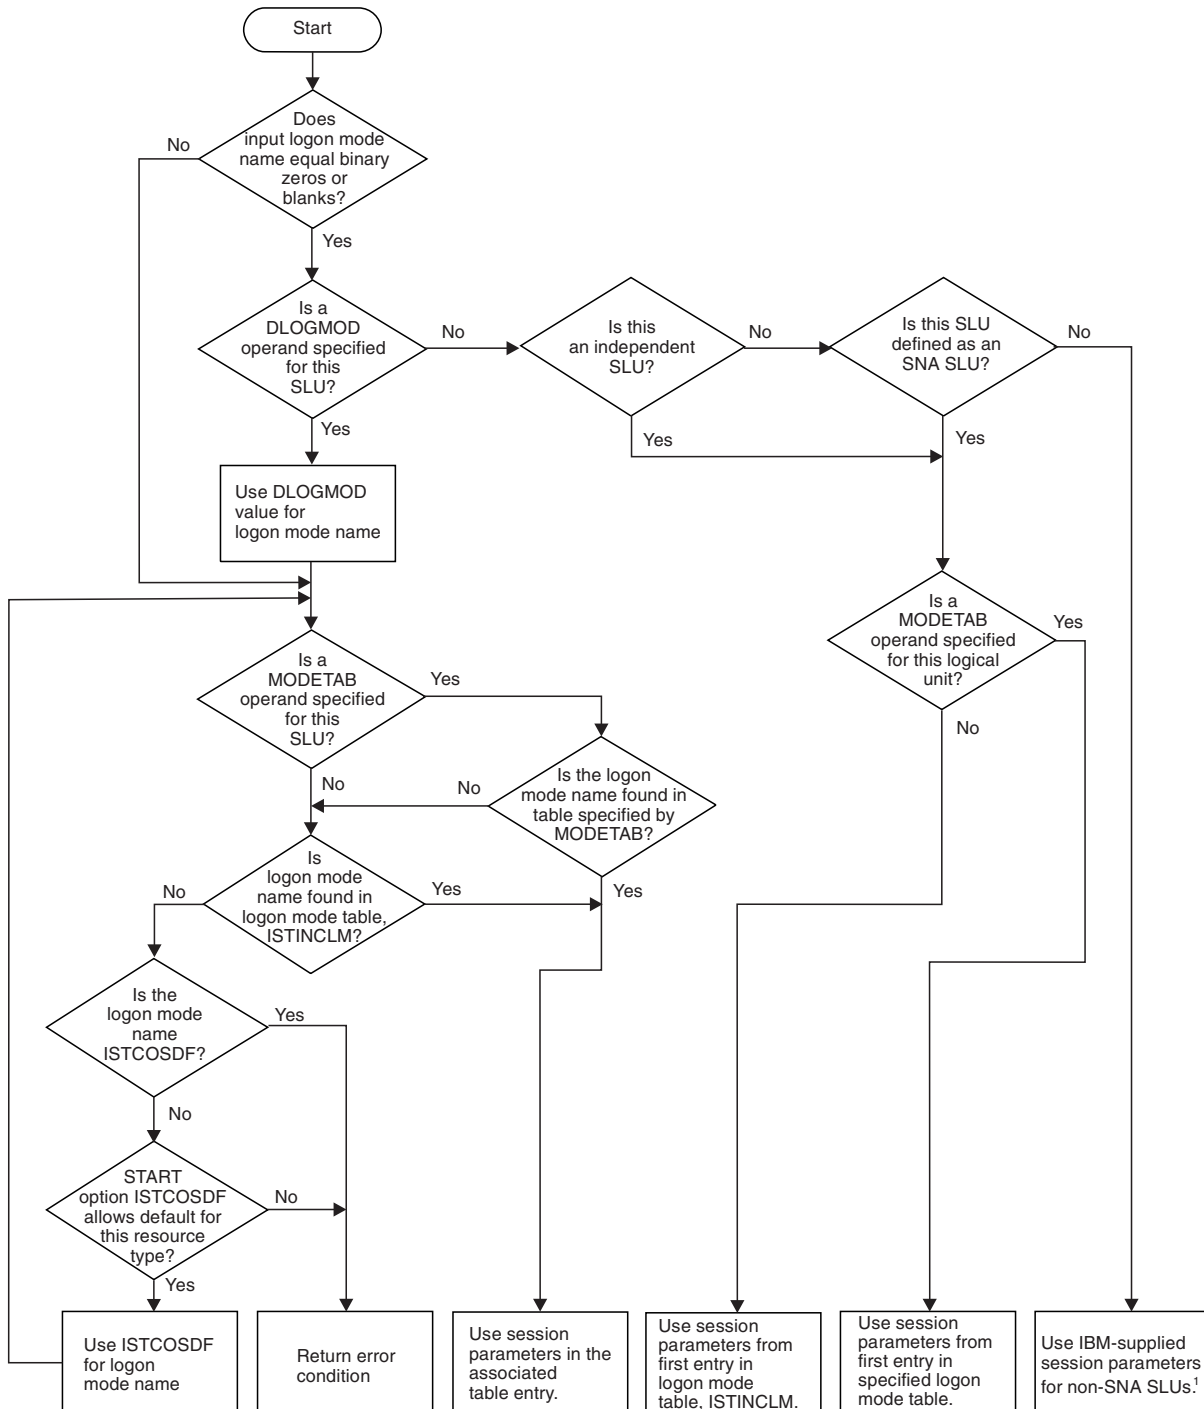 Start
Does
input logon mode
name equal binary
zeros or
blanks?
No
Yes
Is a
DLOGMOD
operand specified
for this
SLU?
No
Yes
Is this
an independent
SLU?
No
Yes
Is this SLU
defined as an
SNA SLU?
No
Yes
Use DLOGMOD
value for
logon mode name
Is a
MODETAB
operand specified
for this logical
unit?
Yes
No
Is a
MODETAB
operand specified
for this
SLU?
Yes
No
Is the logon
mode name found in
table specified by
MODETAB?
No
Yes
Is
logon mode
name found in
logon mode table,
ISTINCLM?
No
Yes
Is the
logon mode
name
ISTCOSDF?
Yes
No
START
option ISTCOSDF
allows default for
this resource
type?
No
Yes
Use ISTCOSDF
for logon
mode name
Return error
condition
Use session
parameters in the
associated
table entry.
Use session
parameters from
first entry in
logon mode
table, ISTINCLM.
Use session
parameters from
first entry in
specified logon
mode table.
Use IBM-supplied
session parameters
for non-SNA SLUs.¹